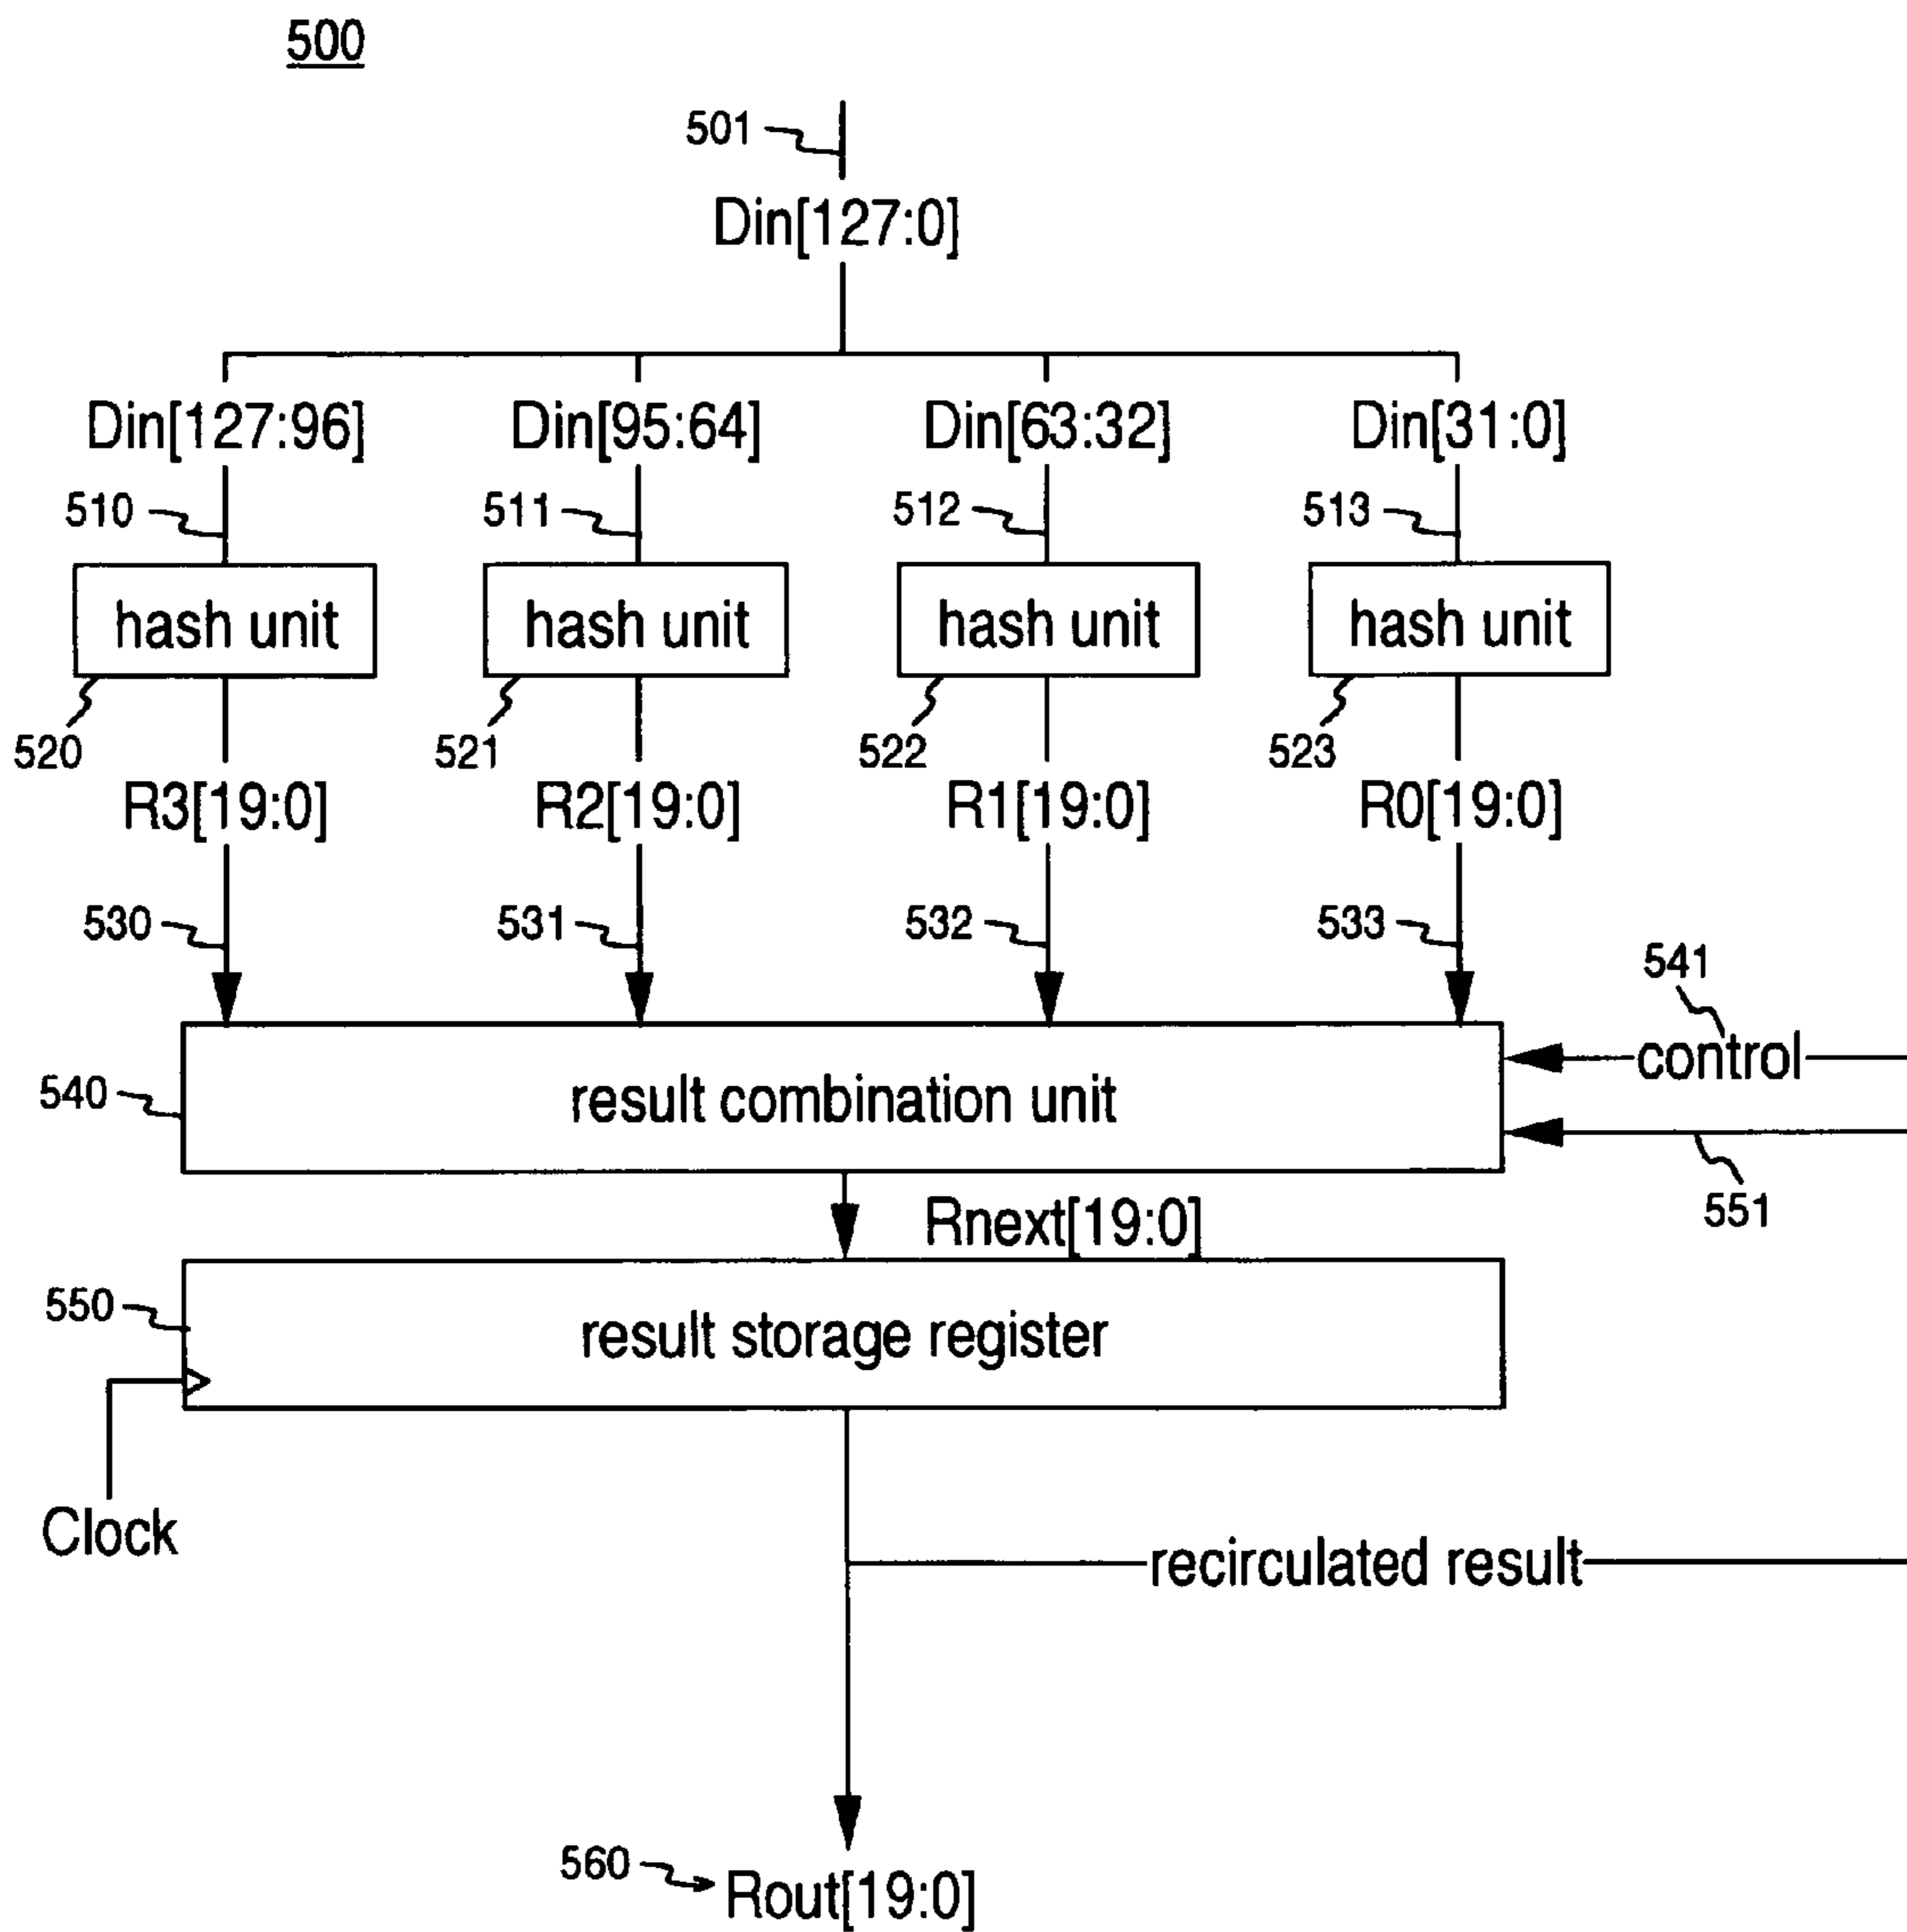 500
501
Din[127:0]
Din[127:96] Din[95:64] Din[63:32] Din[31:0]
510 511 512 513
hash unit hash unit hash unit hash unit
520 521 522 523
R3[19:0] R2[19:0] R1[19:0] R0[19:0]
530 531 532 533
541
control
540 result combination unit
551
Rnext[19:0]
550 result storage register
Clock
recirculated result
560 Rout[19:0]